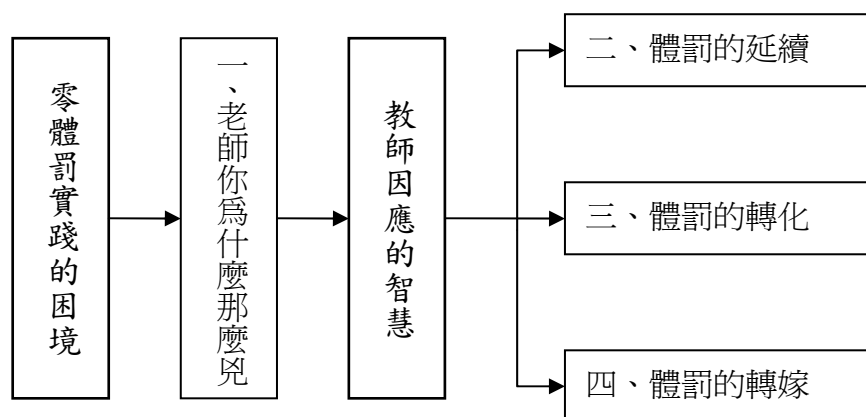 零體罰實踐的困境
一、老師你為什麼那麼兇
教師因應的智慧
二、體罰的延續
三、體罰的轉化
四、體罰的轉嫁